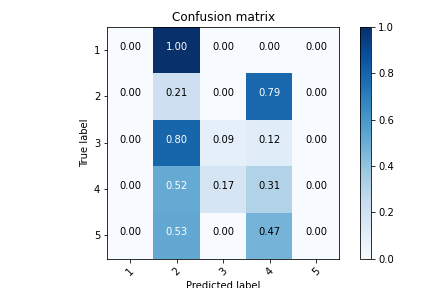 Confusion matrix
1 0.00 1.00 0.00 0.00 0.00 1.0
2 0.00 0.21 0.00 0.79 0.00 0.8
3 0.00 0.80 0.09 0.12 0.00 0.6
4 0.00 0.52 0.17 0.31 0.00 0.4
5 0.00 0.53 0.00 0.47 0.00 0.2
0.0
True label
1 2 3 4 5
Predicted label